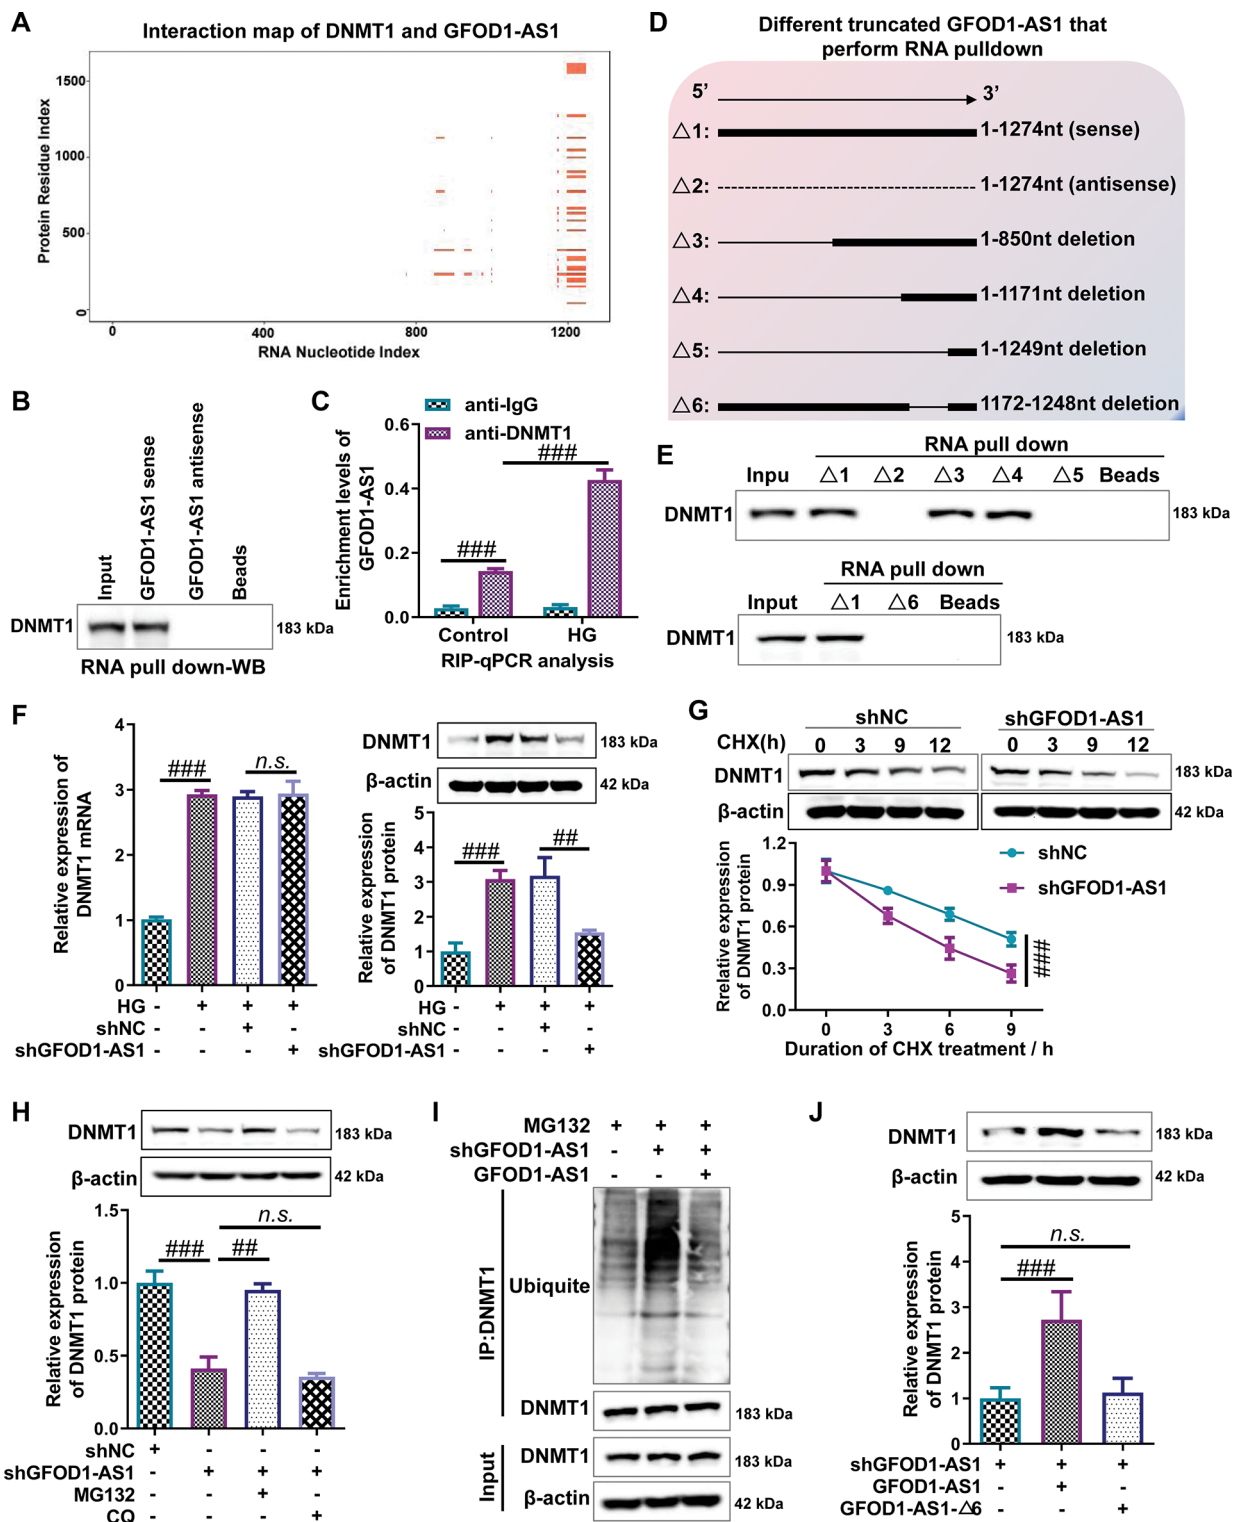 A
Interaction map of DNMT1 and GFOD1-AS1
Protein Residue Index
1500
1000
500
0
0 400 800 1200
RNA Nucleotide Index
D
Different truncated GFOD1-AS1 that
perform RNA pulldown
5’ 3’
△1: 1-1274nt (sense)
△2: 1-1274nt (antisense)
△3: 1-850nt deletion
△4: 1-1171nt deletion
△5: 1-1249nt deletion
△6: 1172-1248nt deletion
B
Input
GFOD1-AS1 sense
GFOD1-AS1 antisense
Beads
DNMT1 183 kDa
RNA pull down-WB
C
anti-IgG
anti-DNMT1
Enrichment levels of
GFOD1-AS1
0.6
0.4
0.2
0.0
###
###
Control HG
RIP-qPCR analysis
E
RNA pull down
Inpu △1 △2 △3 △4 △5 Beads
DNMT1 183 kDa
RNA pull down
Input △1 △6 Beads
DNMT1 183 kDa
F
Relative expression of
DNMT1 mRNA
4
3
2
1
0
###
n.s.
HG - + + +
shNC - - + -
shGFOD1-AS1 - - - +
DNMT1 183 kDa
β-actin 42 kDa
Relative expression
of DNMT1 protein
5
4
3
2
1
0
###
##
HG - + + +
shNC - - + -
shGFOD1-AS1 - - - +
G
shNC shGFOD1-AS1
CHX(h) 0 3 9 12 0 3 9 12
DNMT1 183 kDa
β-actin 42 kDa
Rrelative expression
of DNMT1 protein
1.2
0.9
0.6
0.3
0.0
shNC
shGFOD1-AS1
###
0 3 6 9
Duration of CHX treatment / h
H
DNMT1 183 kDa
β-actin 42 kDa
Relative expression
of DNMT1 protein
1.5
1.0
0.5
0.0
n.s.
###
##
shNC + - - -
shGFOD1-AS1 - + + +
MG132 - - + -
CQ - - - +
I
MG132 + + +
shGFOD1-AS1 - + +
GFOD1-AS1 - - +
IP:DNMT1
Ubiquite
DNMT1 183 kDa
Input
DNMT1 183 kDa
β-actin 42 kDa
J
DNMT1 183 kDa
β-actin 42 kDa
Relative expression
of DNMT1 protein
5
4
3
2
1
0
n.s.
###
shGFOD1-AS1 + + +
GFOD1-AS1 - + -
GFOD1-AS1-△6 - - +